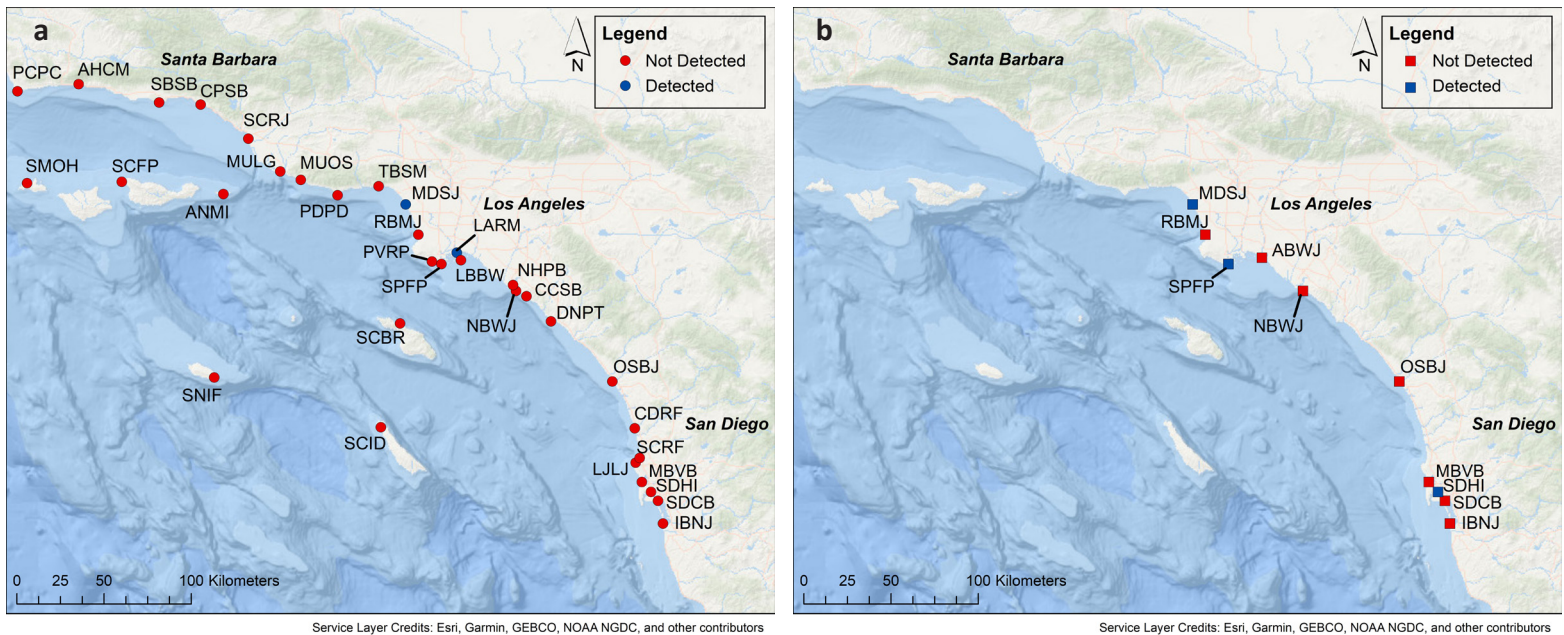 a
Santa Barbara
N
Legend
Not Detected
Detected
PCPC
AHCM
SBSB
CPSB
SCRJ
SMOH
SCFP
MULG
MUOS
TBSM
ANMI
PDPD
MDSJ
Los Angeles
RBMJ
LARM
PVRP
SPFP
LBBW
NHPB
CCSB
NBWJ
DNPT
SCBR
SNIF
OSBJ
SCID
CDRF
San Diego
SCRF
LJLJ
MBVB
SDHI
SDCB
IBNJ
0 25 50 100 Kilometers
Service Layer Credits: Esri, Garmin, GEBCO, NOAA NGDC, and other contributors
b
Santa Barbara
N
Legend
Not Detected
Detected
MDSJ
Los Angeles
RBMJ
ABWJ
SPFP
NBWJ
OSBJ
San Diego
MBVB
SDHI
SDCB
IBNJ
0 25 50 100 Kilometers
Service Layer Credits: Esri, Garmin, GEBCO, NOAA NGDC, and other contributors